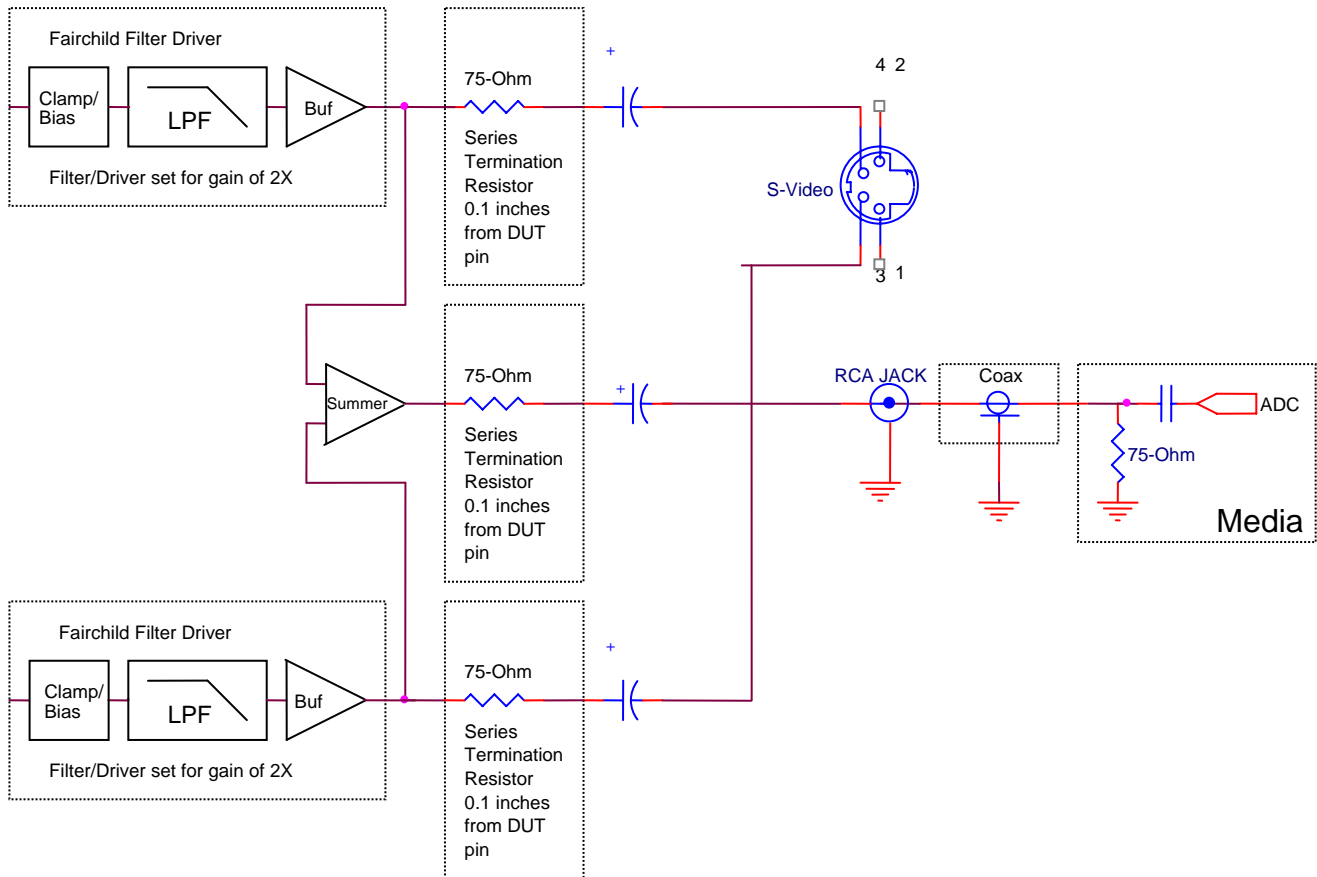 Fairchild Filter Driver
Clamp/
Bias
LPF
Buf
Filter/Driver set for gain of 2X
75-Ohm
Series
Termination
Resistor
0.1 inches
from DUT
pin
+
4 2
S-Video
3 1
Summer
75-Ohm
Series
Termination
Resistor
0.1 inches
from DUT
pin
+
RCA JACK
Coax
ADC
75-Ohm
Media
Fairchild Filter Driver
Clamp/
Bias
LPF
Buf
Filter/Driver set for gain of 2X
75-Ohm
Series
Termination
Resistor
0.1 inches
from DUT
pin
+